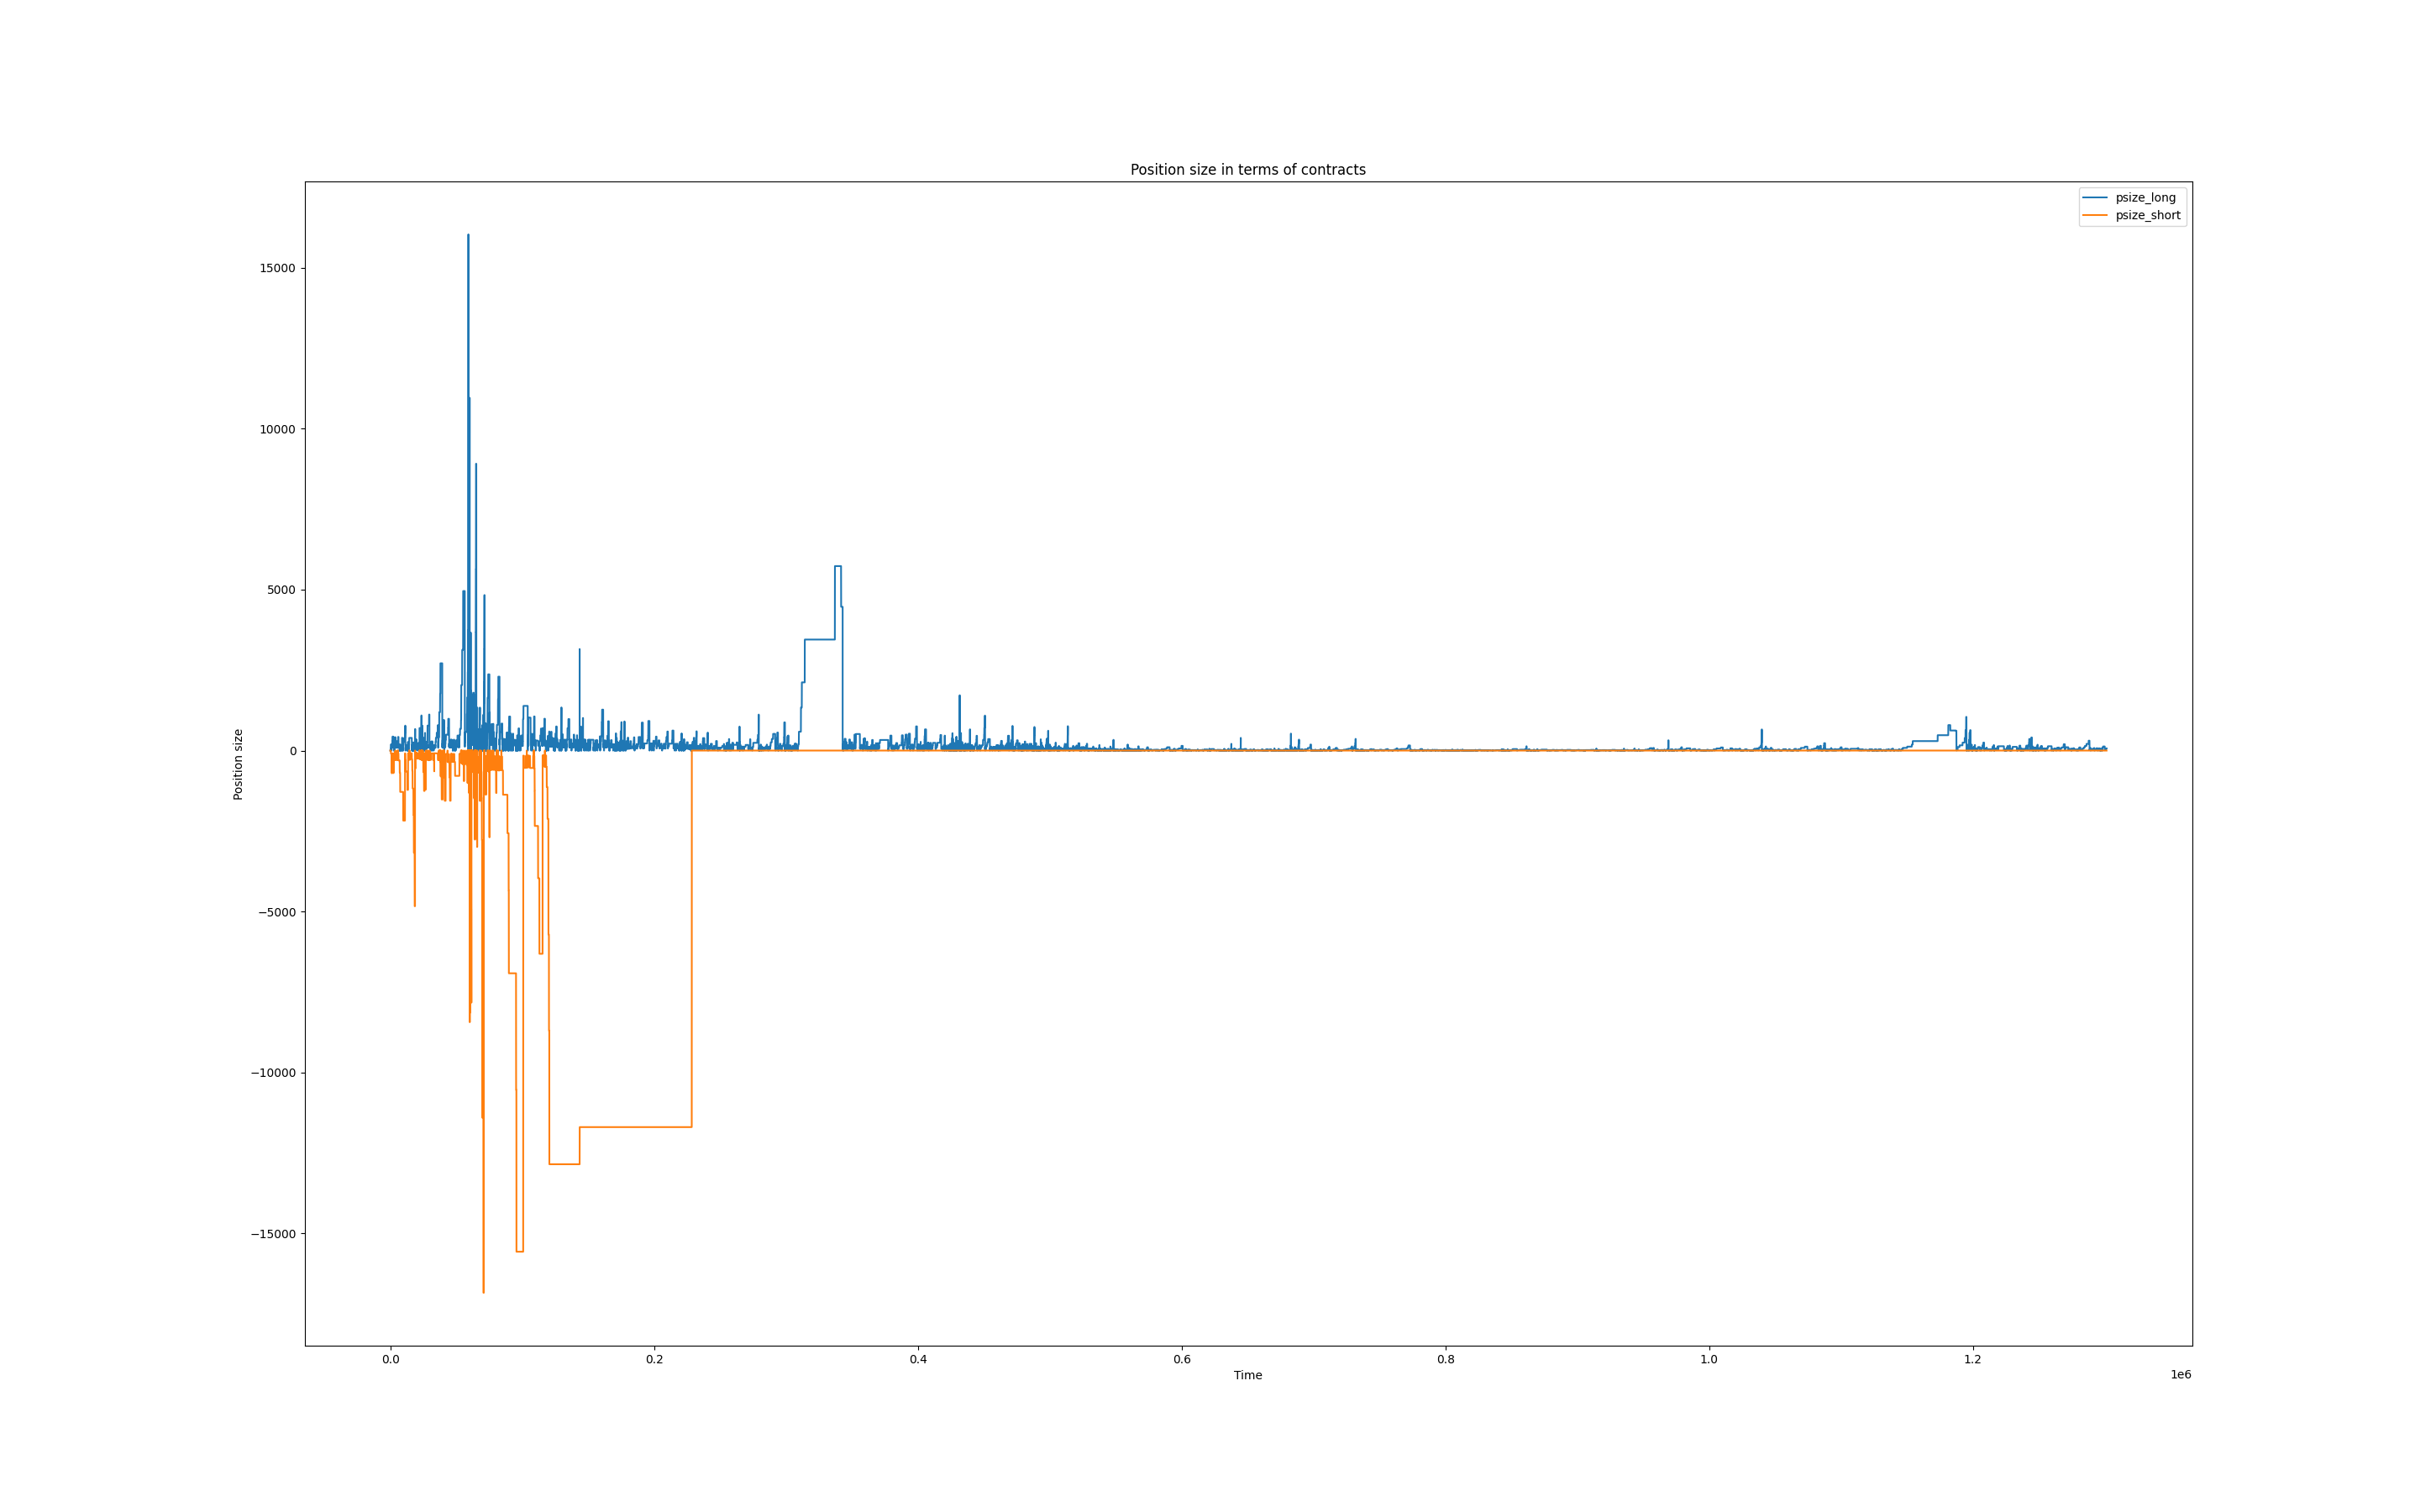 Position size in terms of contracts
psize_long
psize_short
15000
10000
5000
0
−5000
−10000
−15000
Position size
0.0
0.2
0.4
0.6
0.8
1.0
1.2
1e6
Time